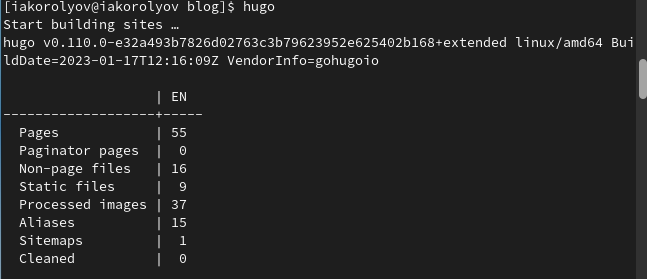 [iakorolyov@iakorolyov blog]$ hugo
Start building sites …
hugo v0.110.0-e32a493b7826d02763c3b79623952e625402b168+extended linux/amd64 Bui
ldDate=2023-01-17T12:16:09Z VendorInfo=gohugoio
                   | EN
-------------------+-----
  Pages            | 55
  Paginator pages  |  0
  Non-page files   | 16
  Static files     |  9
  Processed images | 37
  Aliases          | 15
  Sitemaps         |  1
  Cleaned          |  0